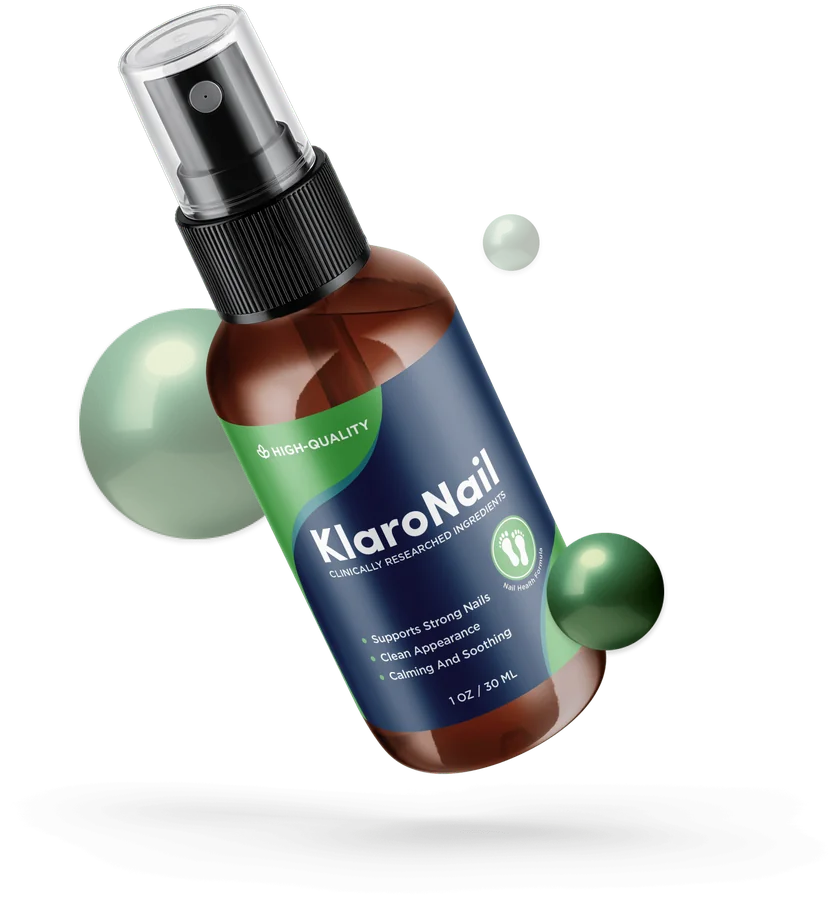 HIGH-QUALITY
KlaroNail
CLINICALLY RESEARCHED INGREDIENTS
Nail Health Formula
• Supports Strong Nails
• Clean Appearance
• Calming And Soothing
1 OZ / 30 ML